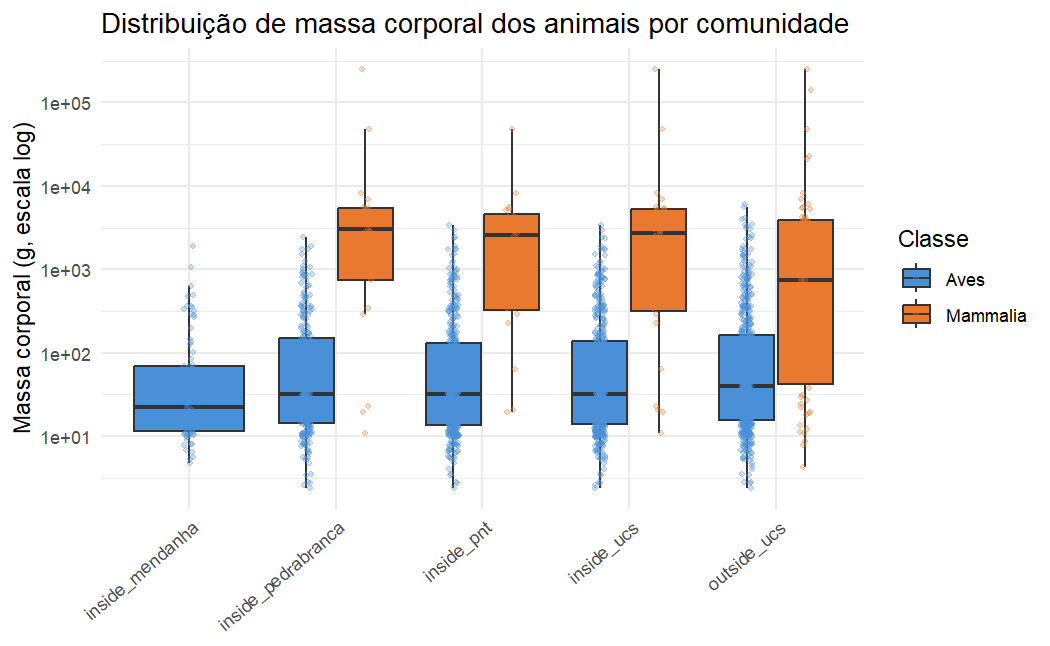 Distribuição de massa corporal dos animais por comunidade
Massa corporal (g, escala log)
1e+05
1e+04
1e+03
1e+02
1e+01
inside_mendanha
inside_pedrabranca
inside_pnt
inside_ucs
outside_ucs
Classe
Aves
Mammalia